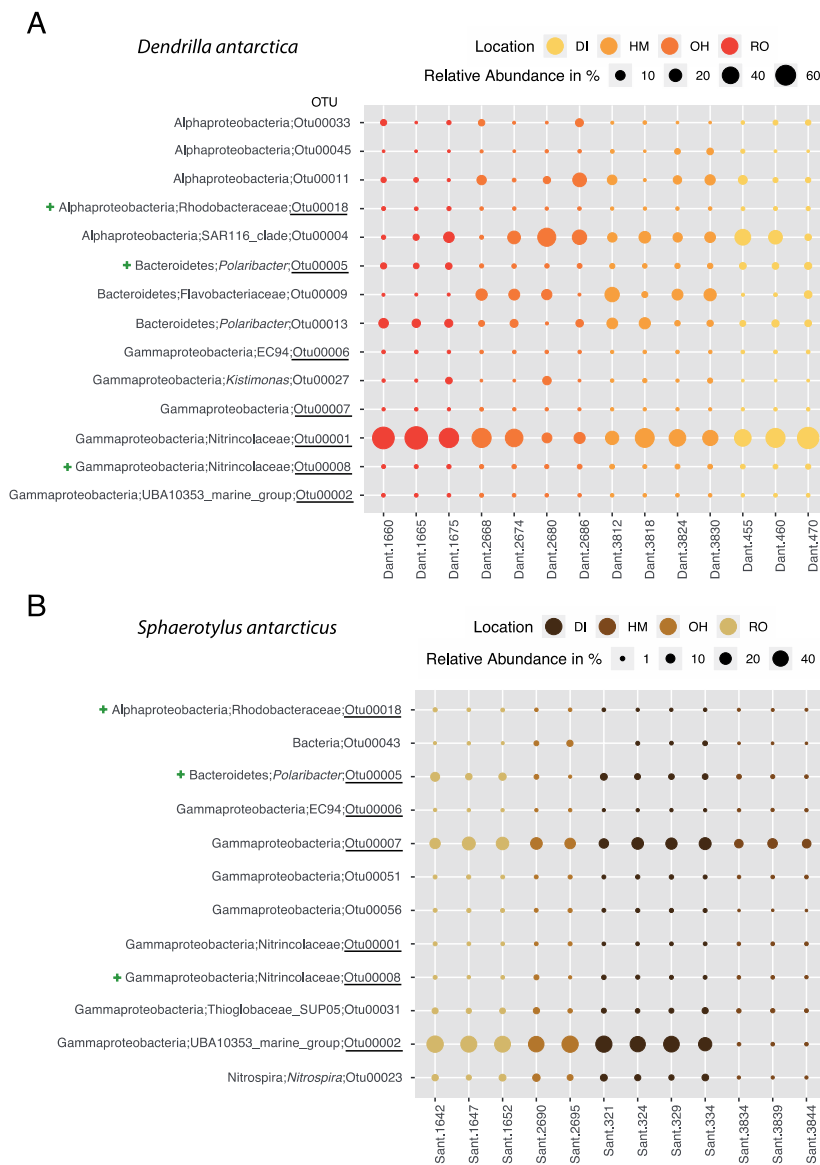 A
Dendrilla antarctica
Location DI HM OH RO
Relative Abundance in % 10 20 40 60
OTU
Alphaproteobacteria;Otu00033
Alphaproteobacteria;Otu00045
Alphaproteobacteria;Otu00011
+ Alphaproteobacteria;Rhodobacteraceae;Otu00018
Alphaproteobacteria;SAR116_clade;Otu00004
+ Bacteroidetes;Polaribacter;Otu00005
Bacteroidetes;Flavobacteriaceae;Otu00009
Bacteroidetes;Polaribacter;Otu00013
Gammaproteobacteria;EC94;Otu00006
Gammaproteobacteria;Kistimonas;Otu00027
Gammaproteobacteria;Otu00007
Gammaproteobacteria;Nitrincolaceae;Otu00001
+ Gammaproteobacteria;Nitrincolaceae;Otu00008
Gammaproteobacteria;UBA10353_marine_group;Otu00002
Dant.1660
Dant.1665
Dant.1675
Dant.2668
Dant.2674
Dant.2680
Dant.2686
Dant.3812
Dant.3818
Dant.3824
Dant.3830
Dant.455
Dant.460
Dant.470
B
Sphaerotylus antarcticus
Location DI HM OH RO
Relative Abundance in % 1 10 20 40
+ Alphaproteobacteria;Rhodobacteraceae;Otu00018
Bacteria;Otu00043
+ Bacteroidetes;Polaribacter;Otu00005
Gammaproteobacteria;EC94;Otu00006
Gammaproteobacteria;Otu00007
Gammaproteobacteria;Otu00051
Gammaproteobacteria;Otu00056
Gammaproteobacteria;Nitrincolaceae;Otu00001
+ Gammaproteobacteria;Nitrincolaceae;Otu00008
Gammaproteobacteria;Thioglobaceae_SUP05;Otu00031
Gammaproteobacteria;UBA10353_marine_group;Otu00002
Nitrospira;Nitrospira;Otu00023
Sant.1642
Sant.1647
Sant.1652
Sant.2690
Sant.2695
Sant.321
Sant.324
Sant.329
Sant.334
Sant.3834
Sant.3839
Sant.3844